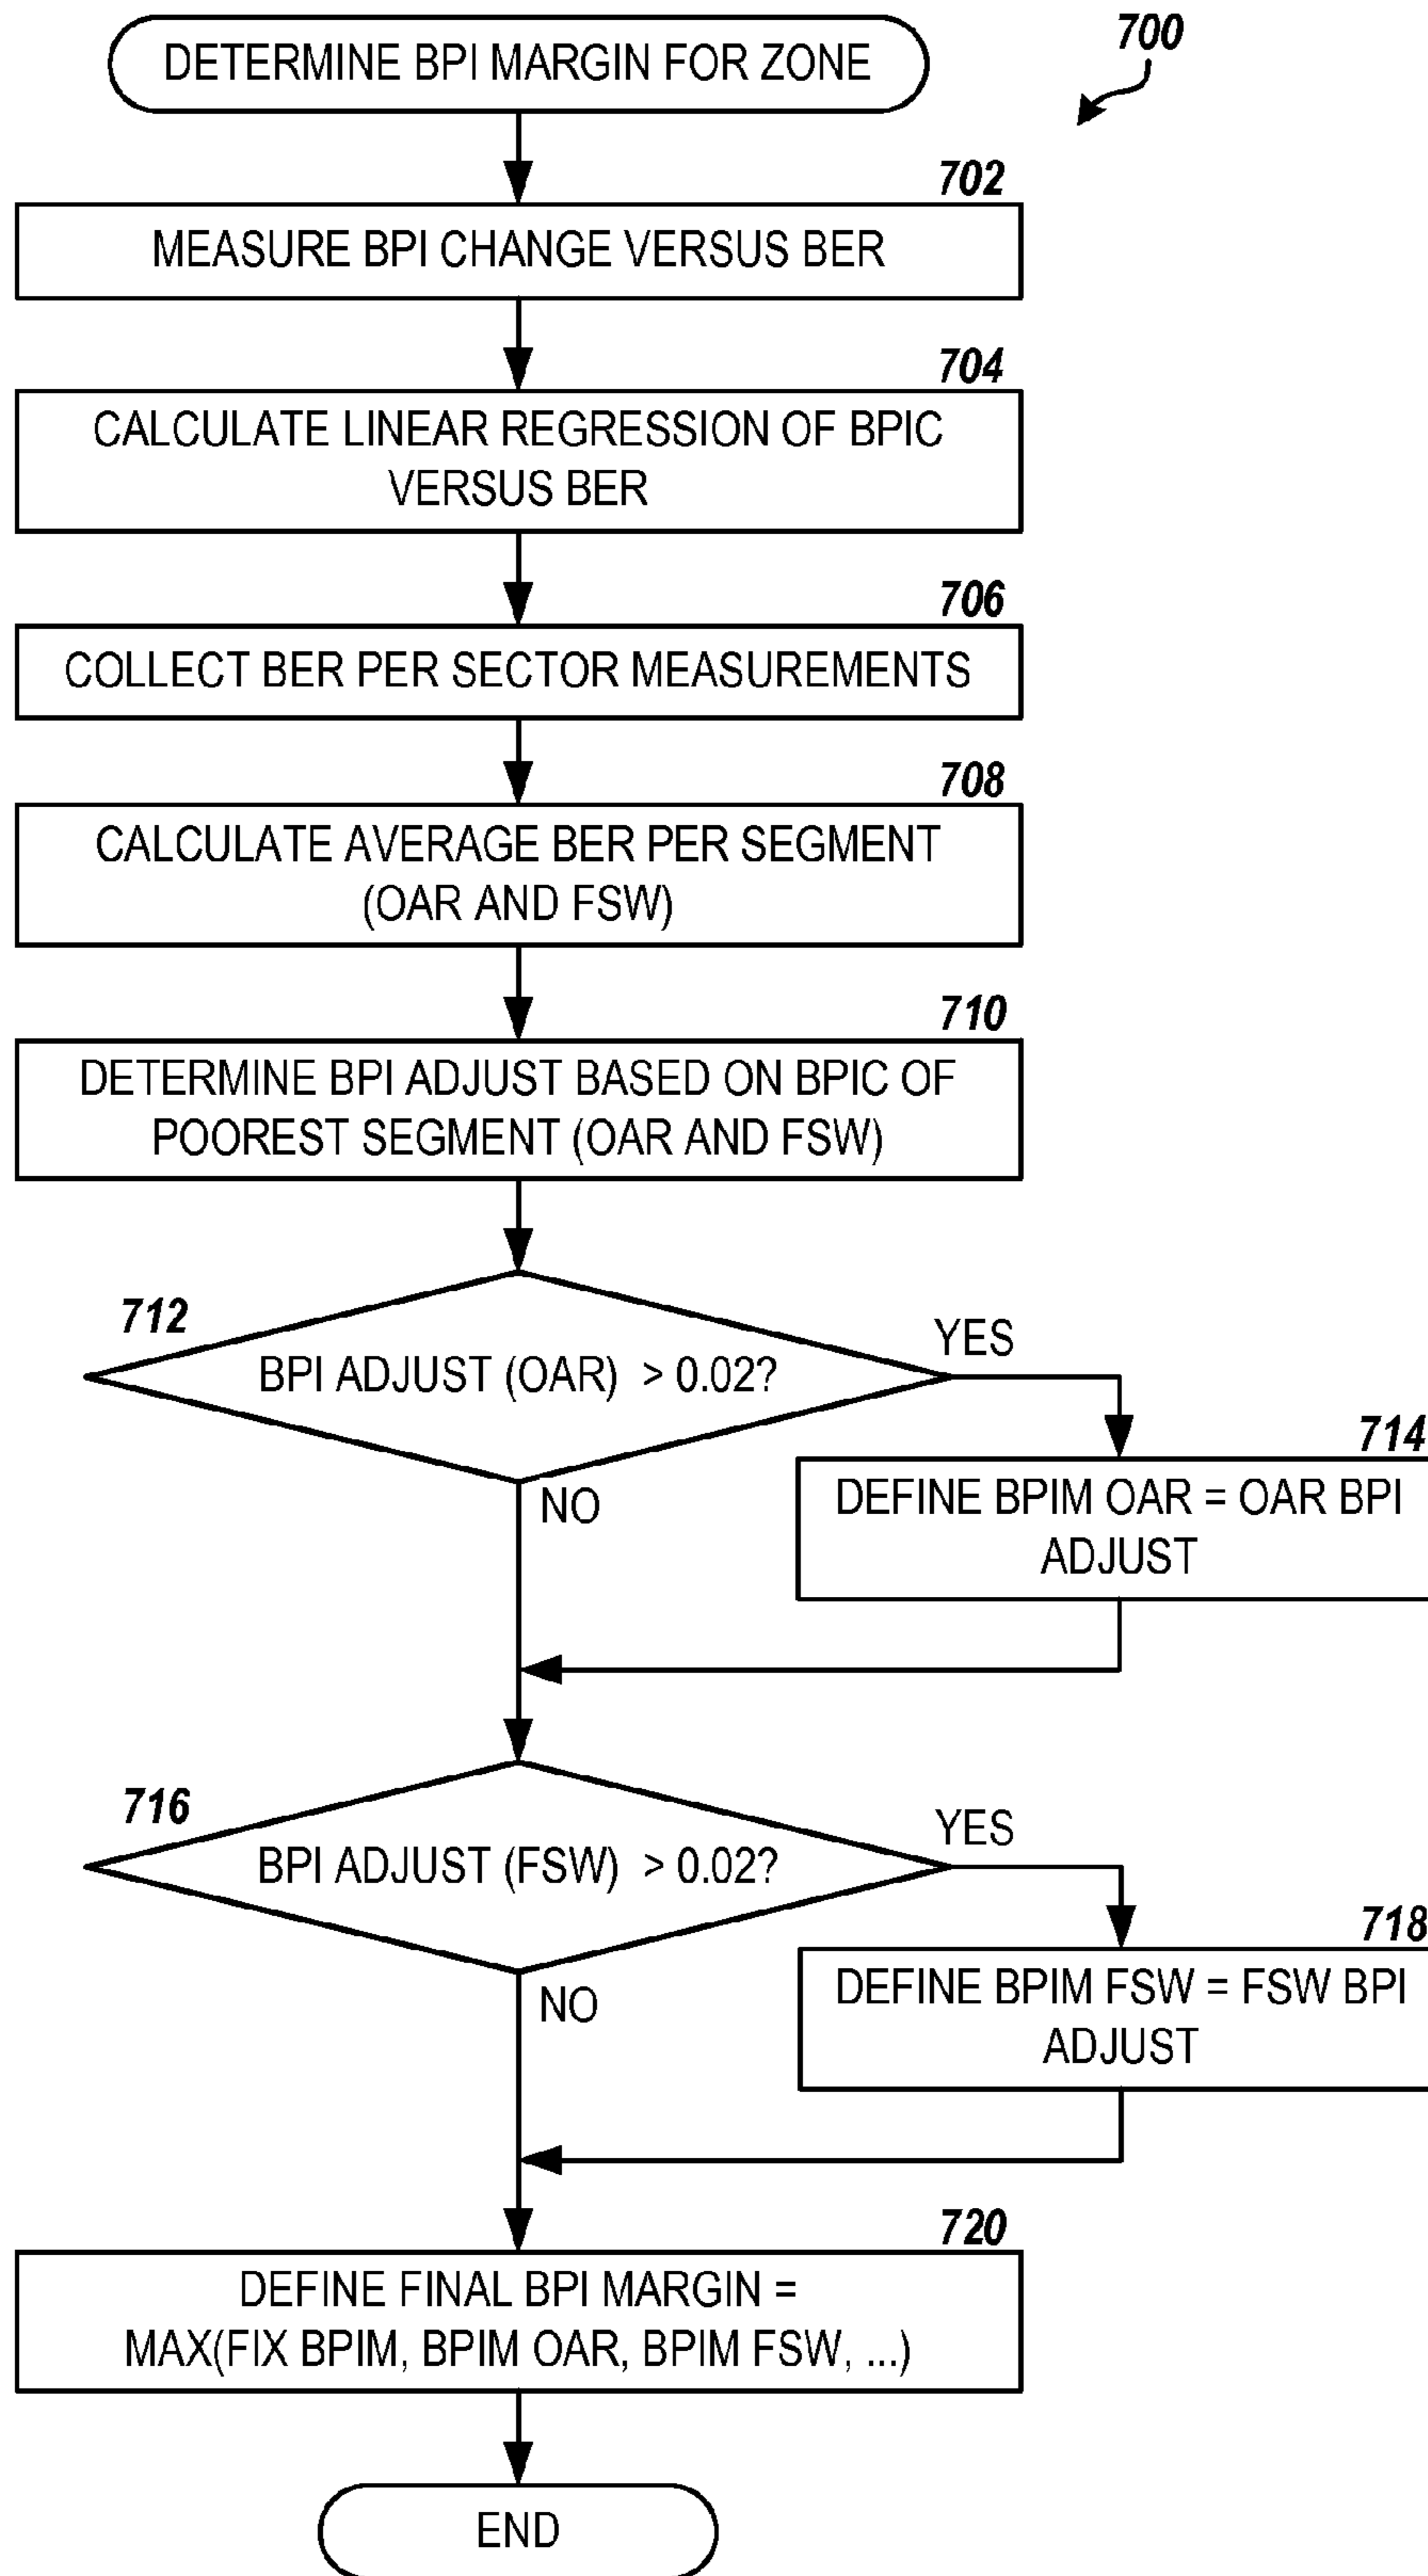 DETERMINE BPI MARGIN FOR ZONE
700
702
MEASURE BPI CHANGE VERSUS BER
704
CALCULATE LINEAR REGRESSION OF BPIC
VERSUS BER
706
COLLECT BER PER SECTOR MEASUREMENTS
708
CALCULATE AVERAGE BER PER SEGMENT
(OAR AND FSW)
710
DETERMINE BPI ADJUST BASED ON BPIC OF
POOREST SEGMENT (OAR AND FSW)
712
BPI ADJUST (OAR) > 0.02?
YES
NO
714
DEFINE BPIM OAR = OAR BPI
ADJUST
716
BPI ADJUST (FSW) > 0.02?
YES
NO
718
DEFINE BPIM FSW = FSW BPI
ADJUST
720
DEFINE FINAL BPI MARGIN =
MAX(FIX BPIM, BPIM OAR, BPIM FSW, ...)
END